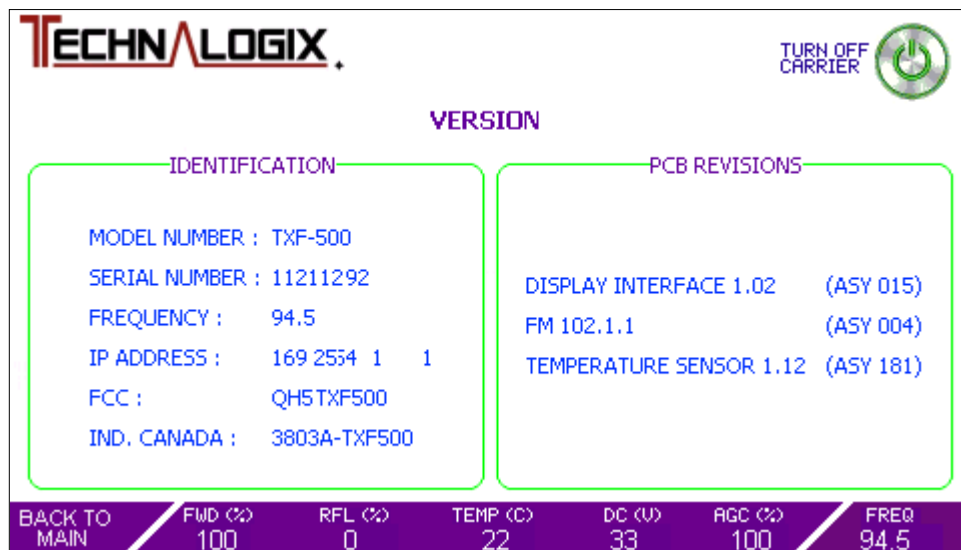 TECHNALOGIX.
TURN OFF
CARRIER
VERSION
IDENTIFICATION
MODEL NUMBER : TXF-500
SERIAL NUMBER : 11211292
FREQUENCY : 94.5
IP ADDRESS : 169 2554 1 1
FCC : QH5TXF500
IND. CANADA : 3803A-TXF500
PCB REVISIONS
DISPLAY INTERFACE 1.02 (ASY 015)
FM 102.1.1 (ASY 004)
TEMPERATURE SENSOR 1.12 (ASY 181)
BACK TO
MAIN
FWD (%) RFL (%) TEMP (C) DC (V) AGC (%) FREQ
100 0 22 33 100 94.5